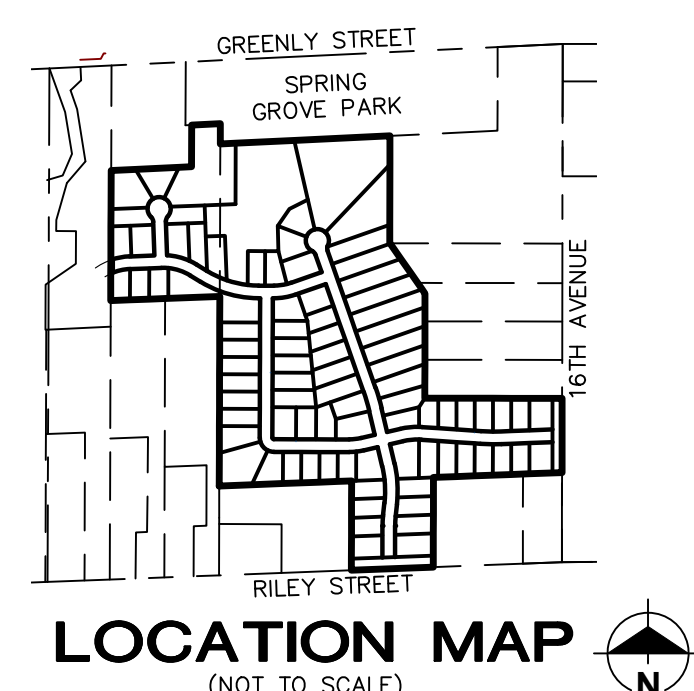 GREENLY STREET
SPRING
GROVE PARK
16TH AVENUE
RILEY STREET
LOCATION MAP
(NOT TO SCALE)
N